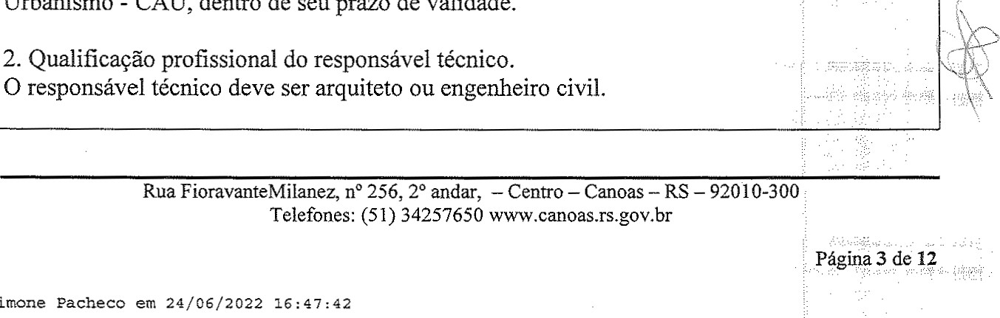 Urbanismo - CAU, dentro de seu prazo de validade.
2. Qualificação profissional do responsável técnico.
O responsável técnico deve ser arquiteto ou engenheiro civil.
Rua FioravanteMilanez, nº 256, 2º andar, – Centro – Canoas – RS – 92010-300
Telefones: (51) 34257650 www.canoas.rs.gov.br
Página 3 de 12
imone Pacheco em 24/06/2022 16:47:42